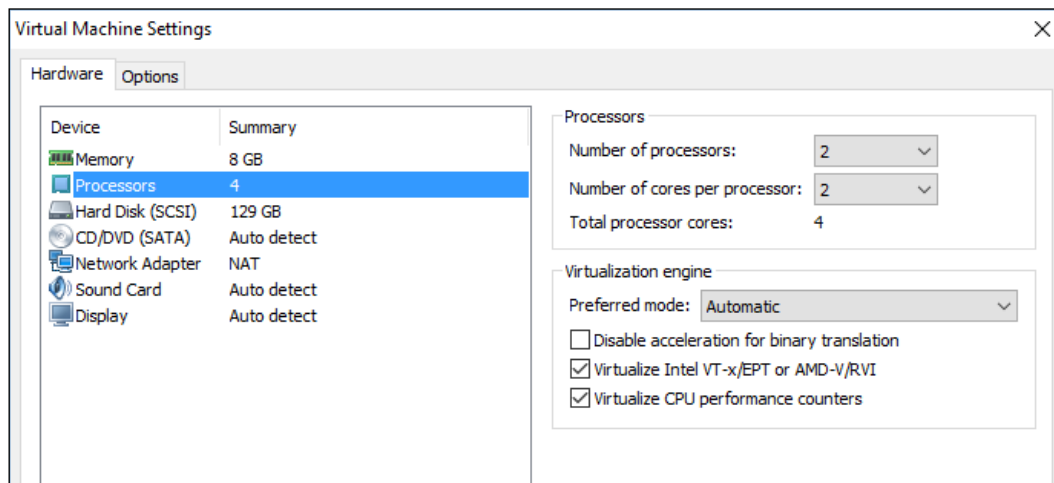 Virtual Machine Settings
Hardware Options
Device Summary
Memory 8 GB
Processors 4
Hard Disk (SCSI) 129 GB
CD/DVD (SATA) Auto detect
Network Adapter NAT
Sound Card Auto detect
Display Auto detect
Processors
Number of processors: 2
Number of cores per processor: 2
Total processor cores: 4
Virtualization engine
Preferred mode: Automatic
Disable acceleration for binary translation
Virtualize Intel VT-x/EPT or AMD-V/RVI
Virtualize CPU performance counters